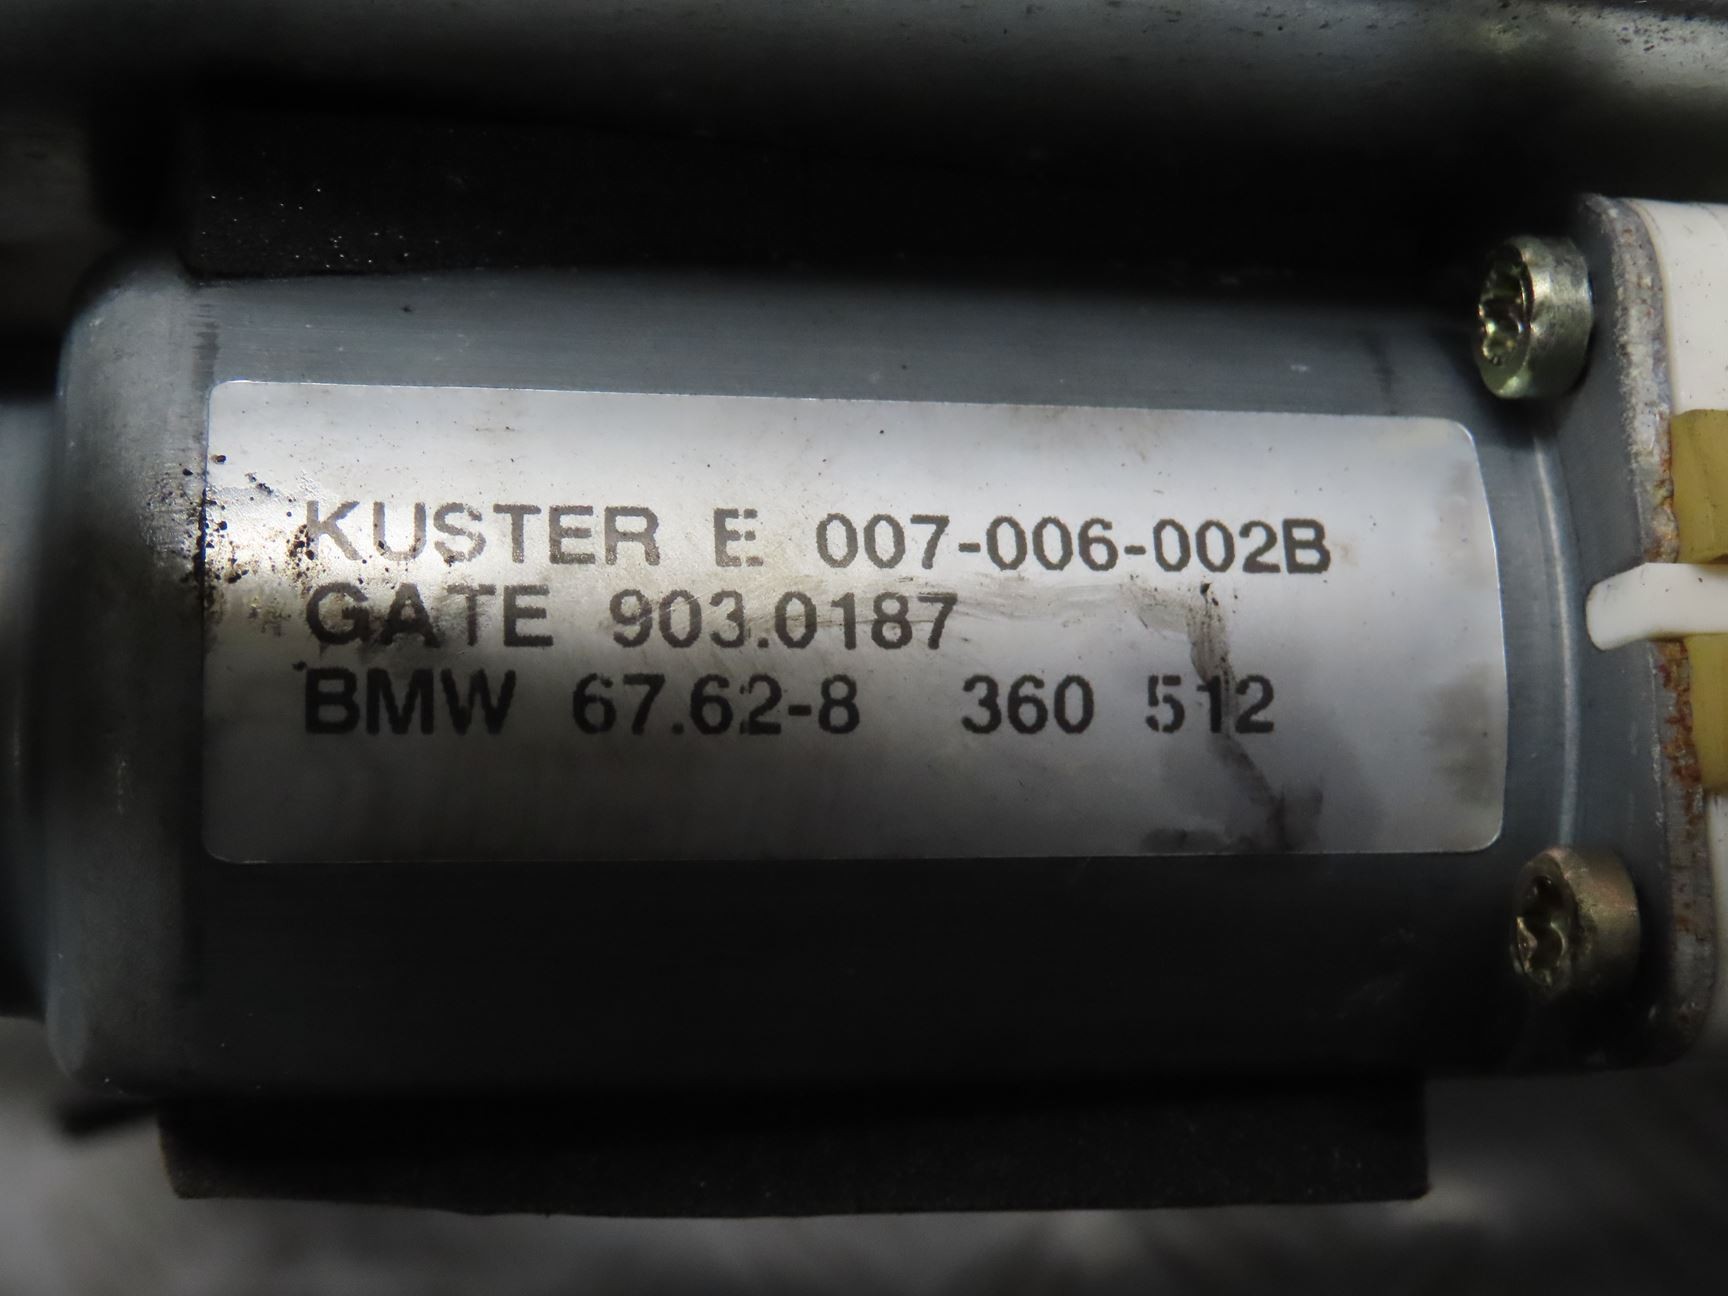 KUSTER E 007-006-002B
GATE 903.0187
BMW 67.62-8 360 512